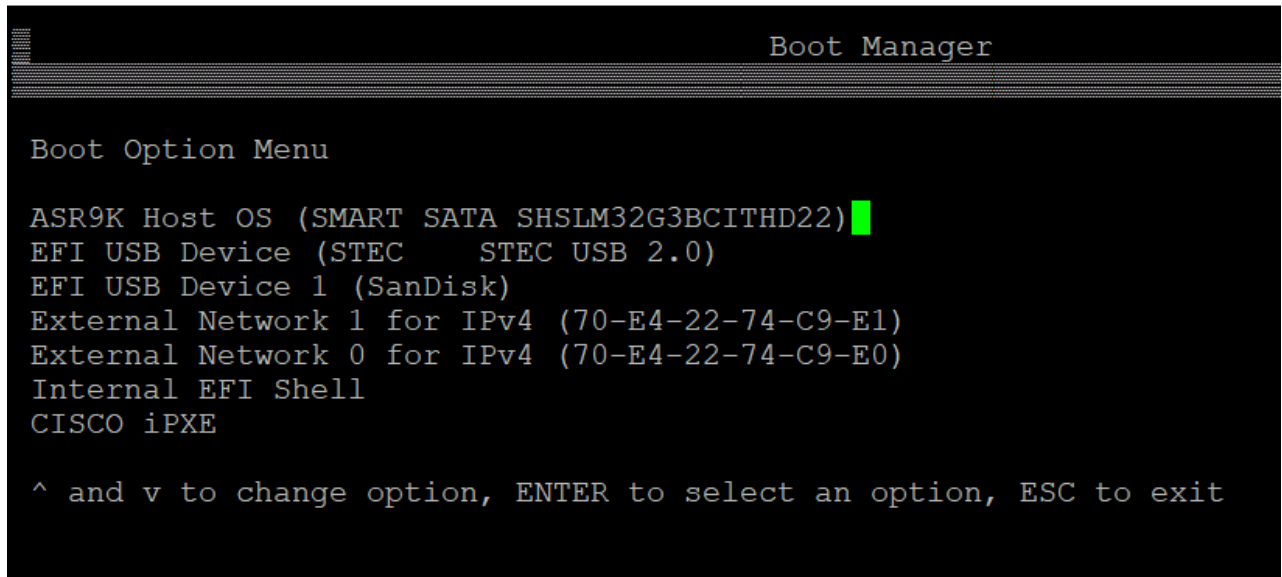 Boot Manager
Boot Option Menu
ASR9K Host OS (SMART SATA SHSLM32G3BCITHD22)
EFI USB Device (STEC    STEC USB 2.0)
EFI USB Device 1 (SanDisk)
External Network 1 for IPv4 (70-E4-22-74-C9-E1)
External Network 0 for IPv4 (70-E4-22-74-C9-E0)
Internal EFI Shell
CISCO iPXE
^ and v to change option, ENTER to select an option, ESC to exit